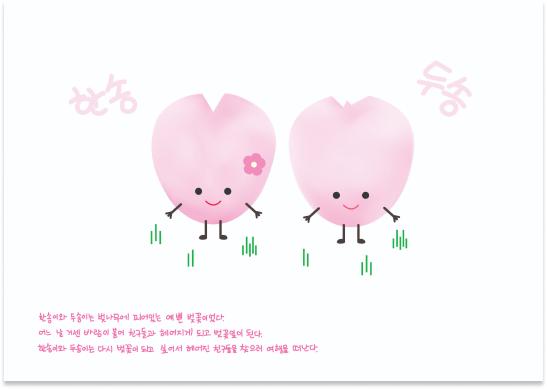 한송
두송
한송이와 두송이는 벚나무에 피어있는 예쁜 벚꽃이었다.
어느 날 거센 바람이 불어 친구들과 헤어지게 되고 벚꽃잎이 된다.
한송이와 두송이는 다시 벚꽃이 되고 싶어서 헤어진 친구들을 찾으러 여행을 떠난다.